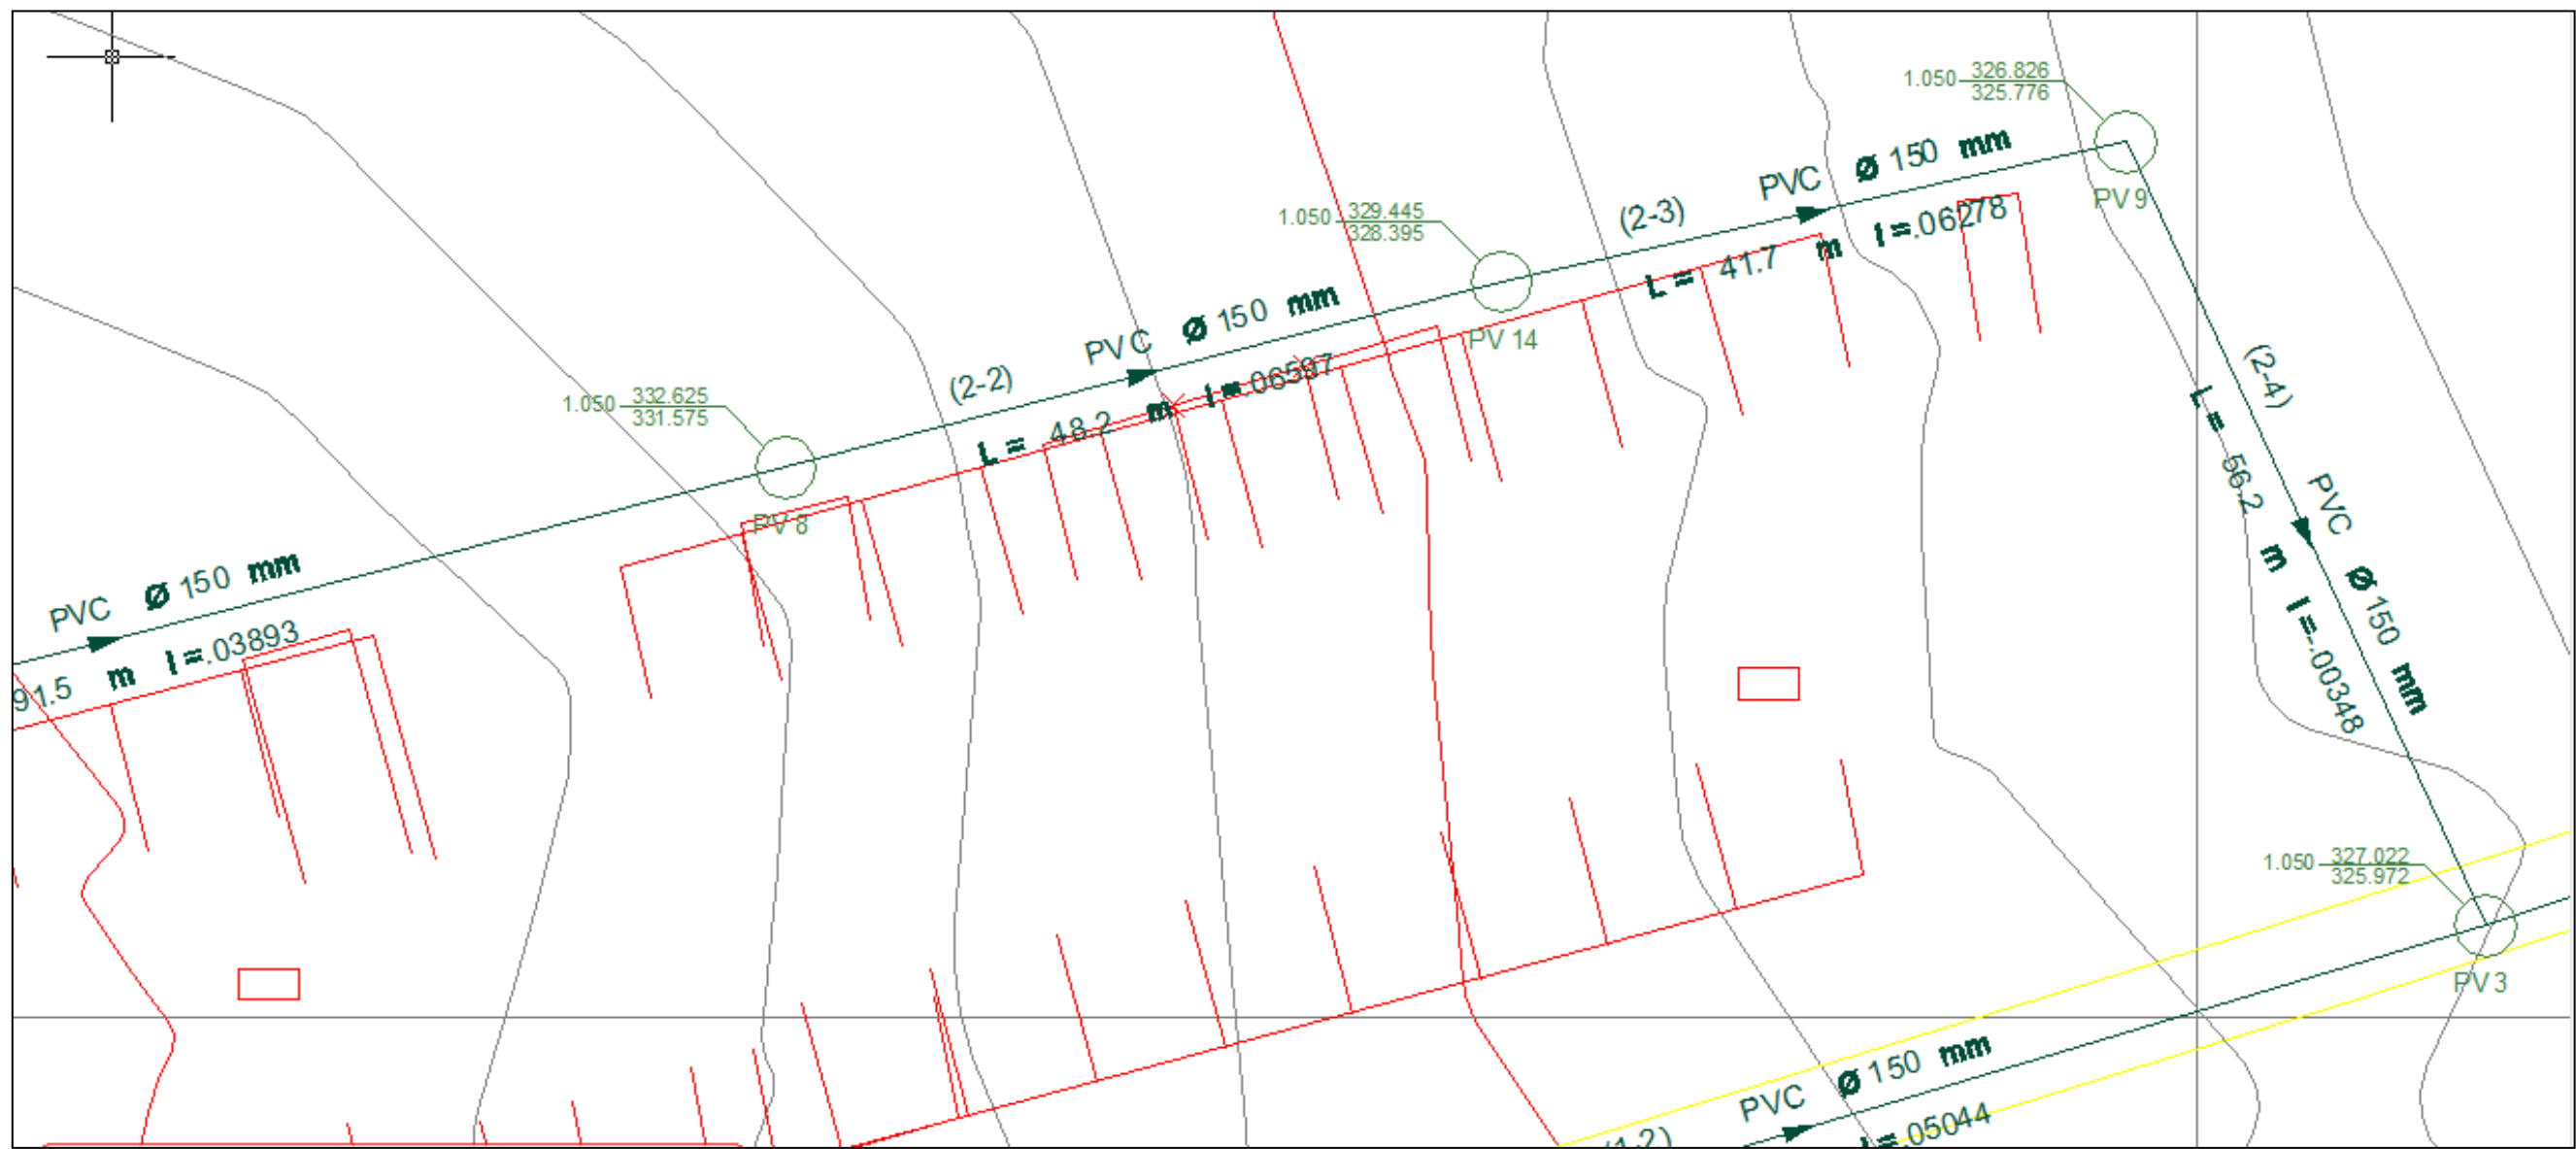 1.050 326.826
325.776
PV 9
PVC Ø 150 mm
(2-3)
L = 41.7 m I =.06278
1.050 329.445
328.395
PV 14
PVC Ø 150 mm
(2-2)
L = 48.2 m I =.06597
1.050 332.625
331.575
PV 8
PVC Ø 150 mm
91.5 m I =.03893
(2-4)
PVC Ø 150 mm
L = 56.2 m I =-.00348
1.050 327.022
325.972
PV 3
PVC Ø 150 mm
(1-2)
I =.05044